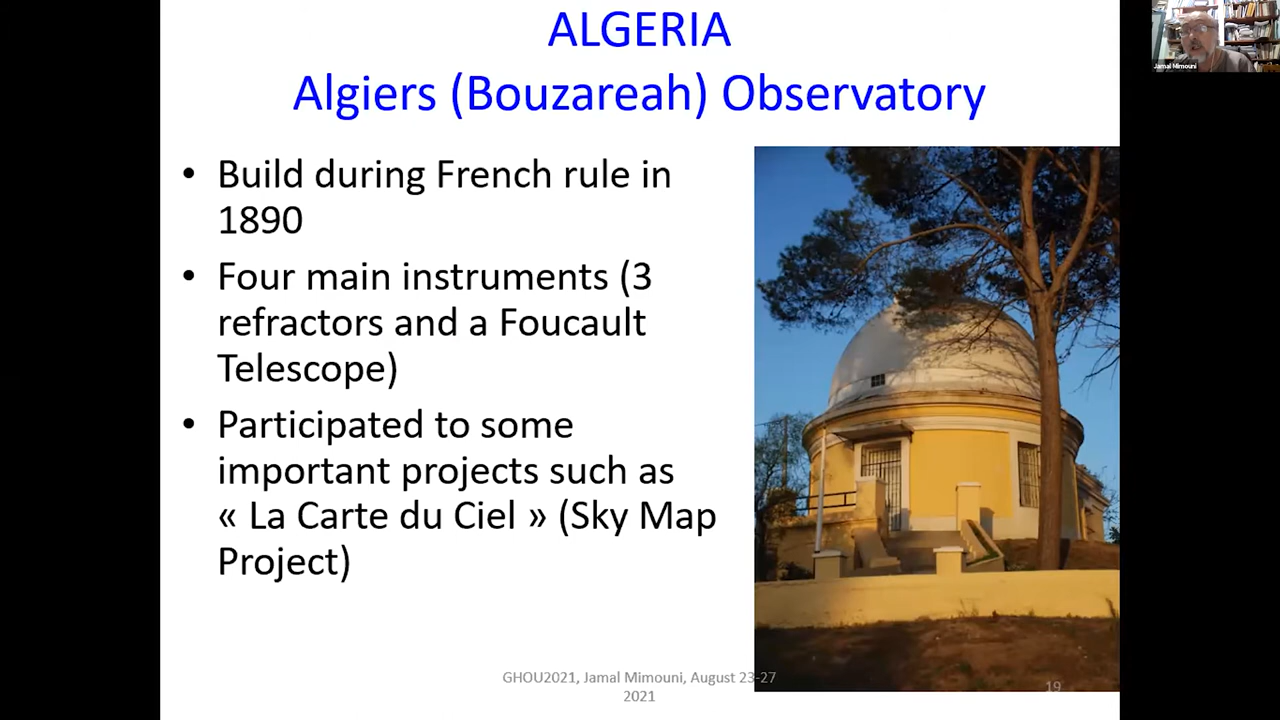 ALGERIA
Algiers (Bouzareah) Observatory
• Build during French rule in
1890
• Four main instruments (3
refractors and a Foucault
Telescope)
• Participated to some
important projects such as
« La Carte du Ciel » (Sky Map
Project)
GHOU2021, Jamal Mimouni, August 23-27
2021
19
Jamal Mimouni